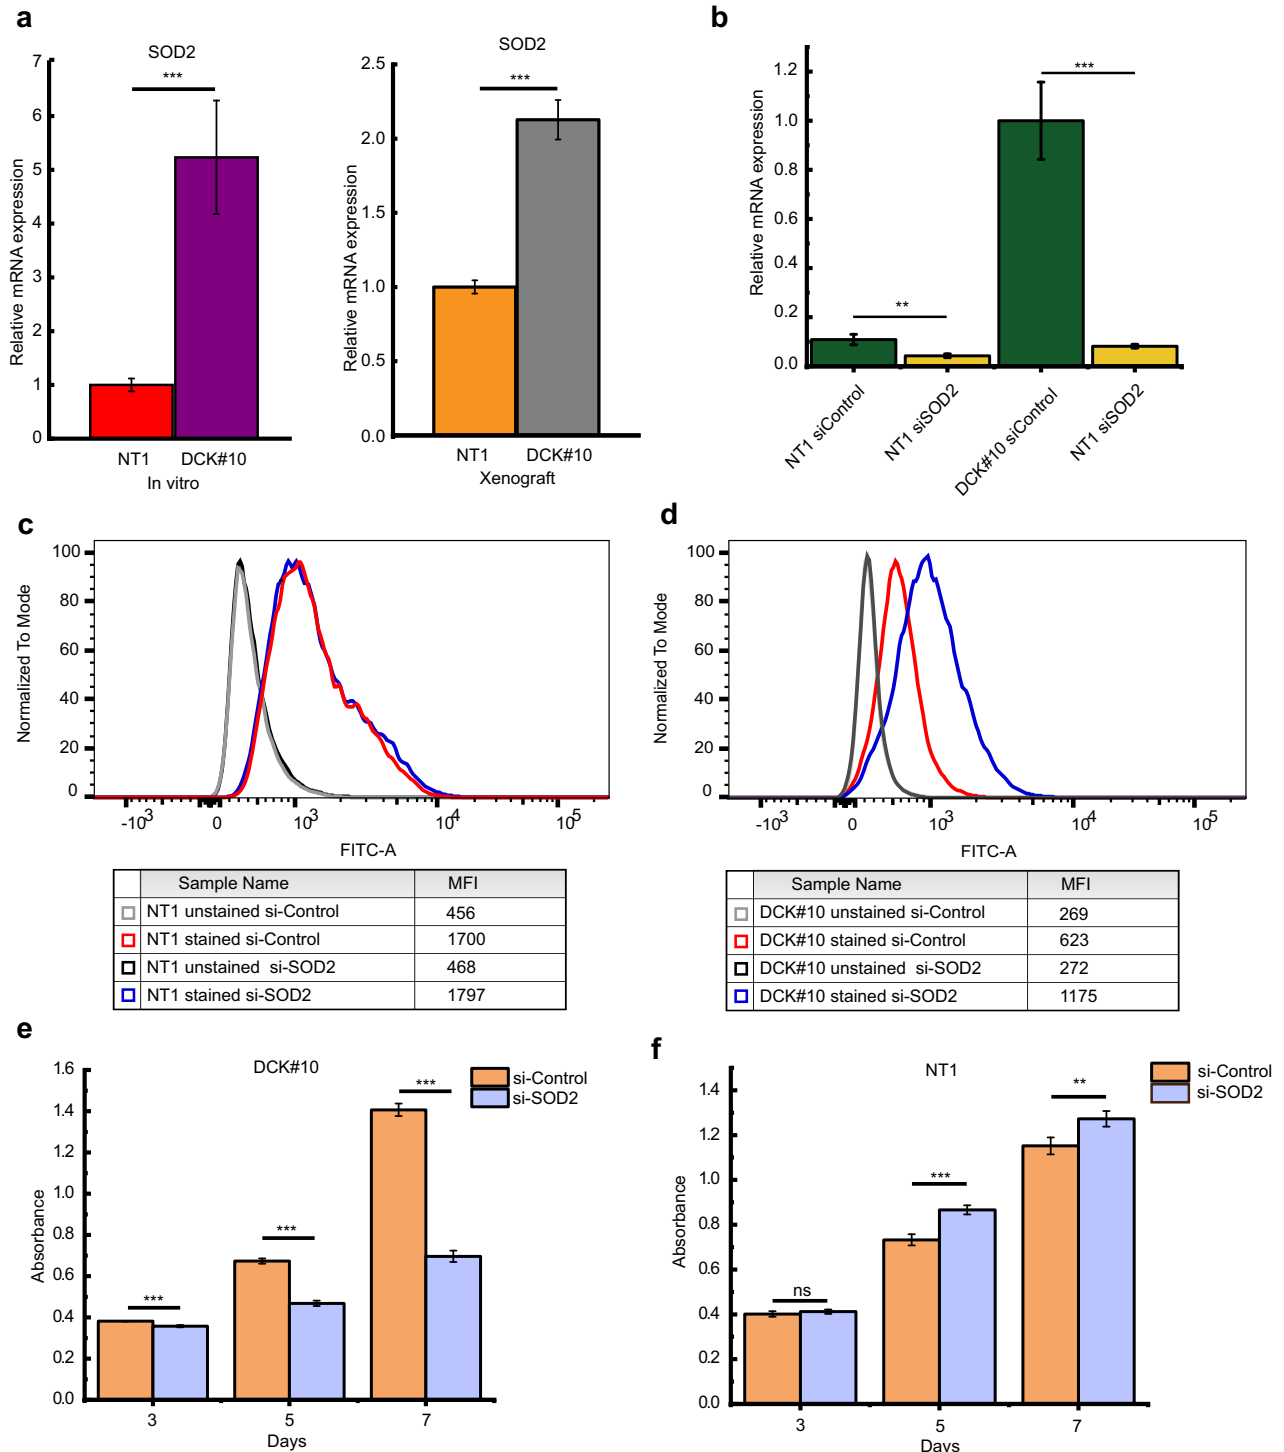 a
SOD2
***
7
6
5
4
3
2
1
0
Relative mRNA expression
NT1 DCK#10
In vitro
SOD2
***
2.5
2.0
1.5
1.0
0.5
0.0
Relative mRNA expression
NT1 DCK#10
Xenograft
b
***
**
1.2
1.0
0.8
0.6
0.4
0.2
0.0
Relative mRNA expression
NT1 siControl
NT1 siSOD2
DCK#10 siControl
NT1 siSOD2
c
100
80
60
40
20
0
Normalized To Mode
-10³ 0 10³ 10⁴ 10⁵
FITC-A
Sample Name MFI
NT1 unstained si-Control 456
NT1 stained si-Control 1700
NT1 unstained si-SOD2 468
NT1 stained si-SOD2 1797
d
100
80
60
40
20
0
Normalized To Mode
-10³ 0 10³ 10⁴ 10⁵
FITC-A
Sample Name MFI
DCK#10 unstained si-Control 269
DCK#10 stained si-Control 623
DCK#10 unstained si-SOD2 272
DCK#10 stained si-SOD2 1175
e
DCK#10
si-Control
si-SOD2
***
***
***
1.6
1.4
1.2
1.0
0.8
0.6
0.4
0.2
0.0
Absorbance
3 5 7
Days
f
NT1
si-Control
si-SOD2
**
***
ns
1.4
1.2
1.0
0.8
0.6
0.4
0.2
0.0
Absorbance
3 5 7
Days